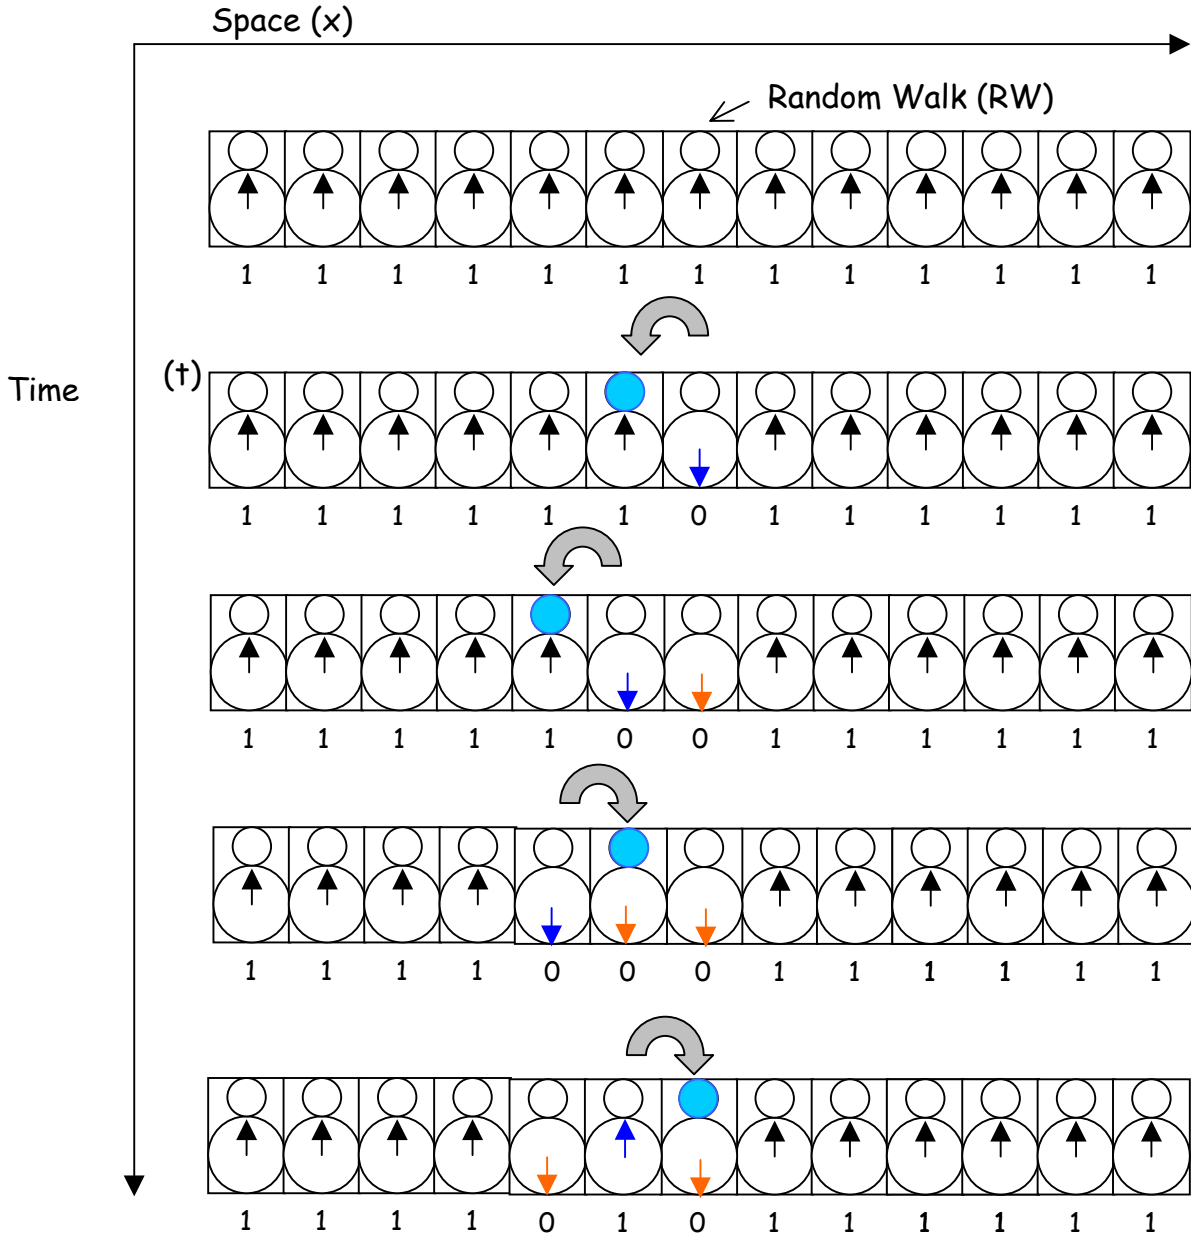 Space (x)
Random Walk (RW)
1 1 1 1 1 1 1 1 1 1 1 1 1
Time
(t)
1 1 1 1 1 1 0 1 1 1 1 1 1
1 1 1 1 1 0 0 1 1 1 1 1 1
1 1 1 1 0 0 0 1 1 1 1 1 1
1 1 1 1 0 1 0 1 1 1 1 1 1